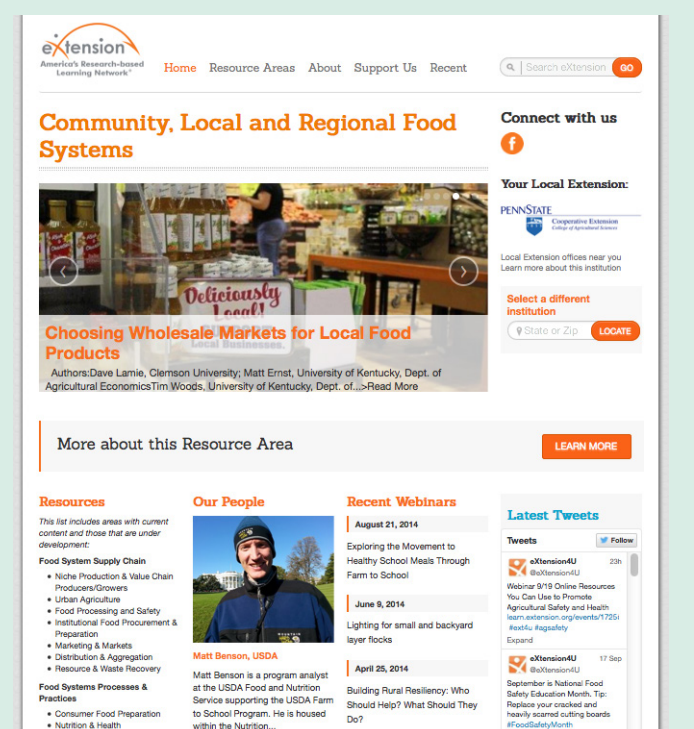 eXtension
America's Research-based
Learning Network™
Home Resource Areas About Support Us Recent
Search eXtension GO
Community, Local and Regional Food
Systems
Deliciously
Local!
Local Businesses.
Choosing Wholesale Markets for Local Food
Products
Authors:Dave Lamie, Clemson University; Matt Ernst, University of Kentucky, Dept. of
Agricultural EconomicsTim Woods, University of Kentucky, Dept. of...>Read More
Connect with us
f
Your Local Extension:
PENNSTATE
Cooperative Extension
College of Agricultural Sciences
Local Extension offices near you
Learn more about this institution
Select a different
institution
State or Zip LOCATE
More about this Resource Area
LEARN MORE
Resources
This list includes areas with current
content and those that are under
development:
Food System Supply Chain
• Niche Production & Value Chain
Producers/Growers
• Urban Agriculture
• Food Processing and Safety
• Institutional Food Procurement &
Preparation
• Marketing & Markets
• Distribution & Aggregation
• Resource & Waste Recovery
Food Systems Processes &
Practices
• Consumer Food Preparation
• Nutrition & Health
Our People
Matt Benson, USDA
Matt Benson is a program analyst
at the USDA Food and Nutrition
Service supporting the USDA Farm
to School Program. He is housed
within the Nutrition...
Recent Webinars
August 21, 2014
Exploring the Movement to
Healthy School Meals Through
Farm to School
June 9, 2014
Lighting for small and backyard
layer flocks
April 25, 2014
Building Rural Resiliency: Who
Should Help? What Should They
Do?
Latest Tweets
Tweets Follow
eXtension4U 23h
@eXtension4U
Webinar 9/19 Online Resources
You Can Use to Promote
Agricultural Safety and Health
learn.extension.org/events/1725
#ext4u #agsafety
Expand
eXtension4U 17 Sep
@eXtension4U
September is National Food
Safety Education Month. Tip:
Replace your cracked and
heavily scarred cutting boards
#FoodSafetyMonth